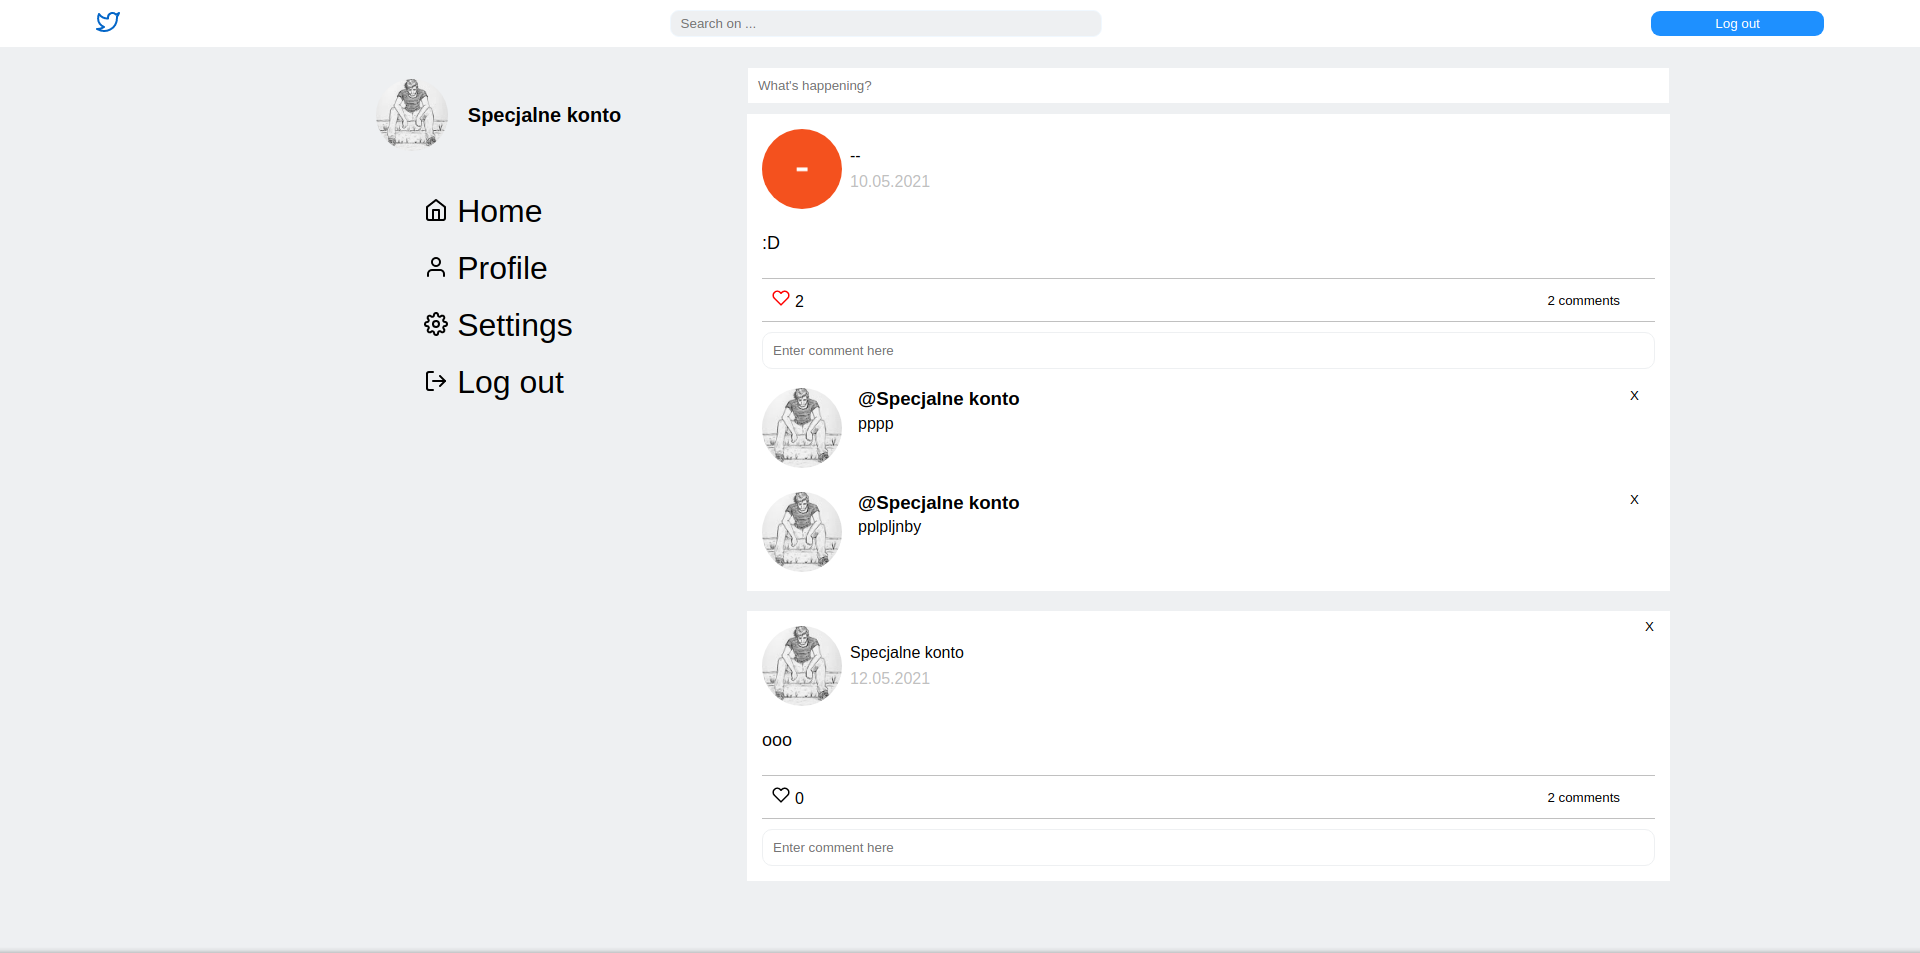 Search on ...
Log out
Specjalne konto
Home
Profile
Settings
Log out
What's happening?
-
--
10.05.2021
:D
2
2 comments
Enter comment here
@Specjalne konto
X
pppp
@Specjalne konto
X
pplpljnby
X
Specjalne konto
12.05.2021
ooo
0
2 comments
Enter comment here